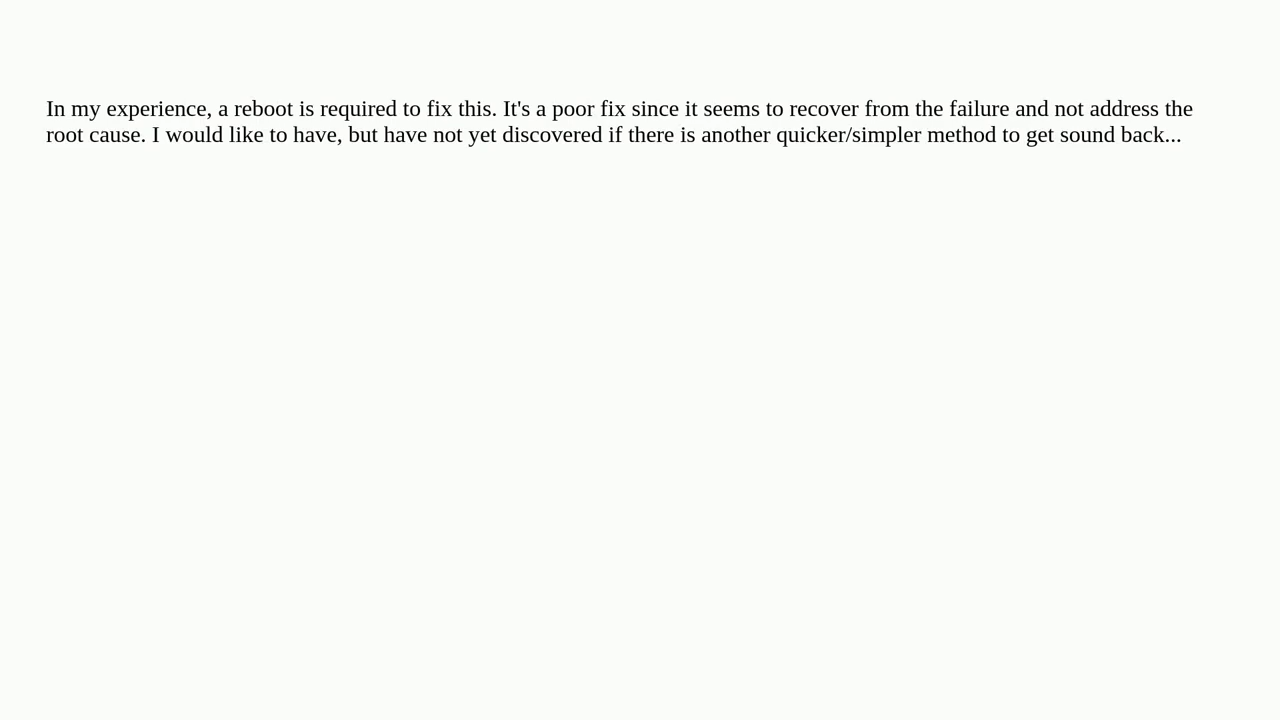 In my experience, a reboot is required to fix this. It's a poor fix since it seems to recover from the failure and not address the
root cause. I would like to have, but have not yet discovered if there is another quicker/simpler method to get sound back...